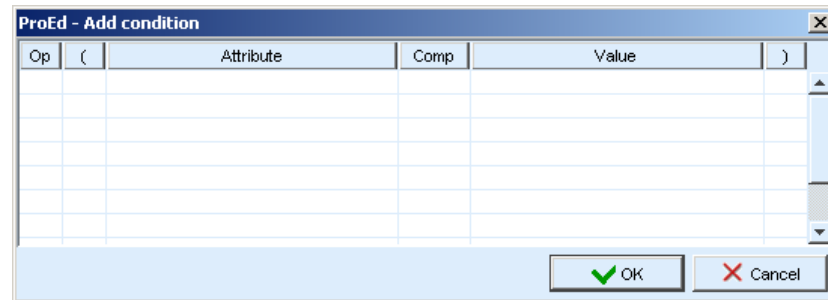 ProEd - Add condition
Op ( Attribute Comp Value )
OK Cancel